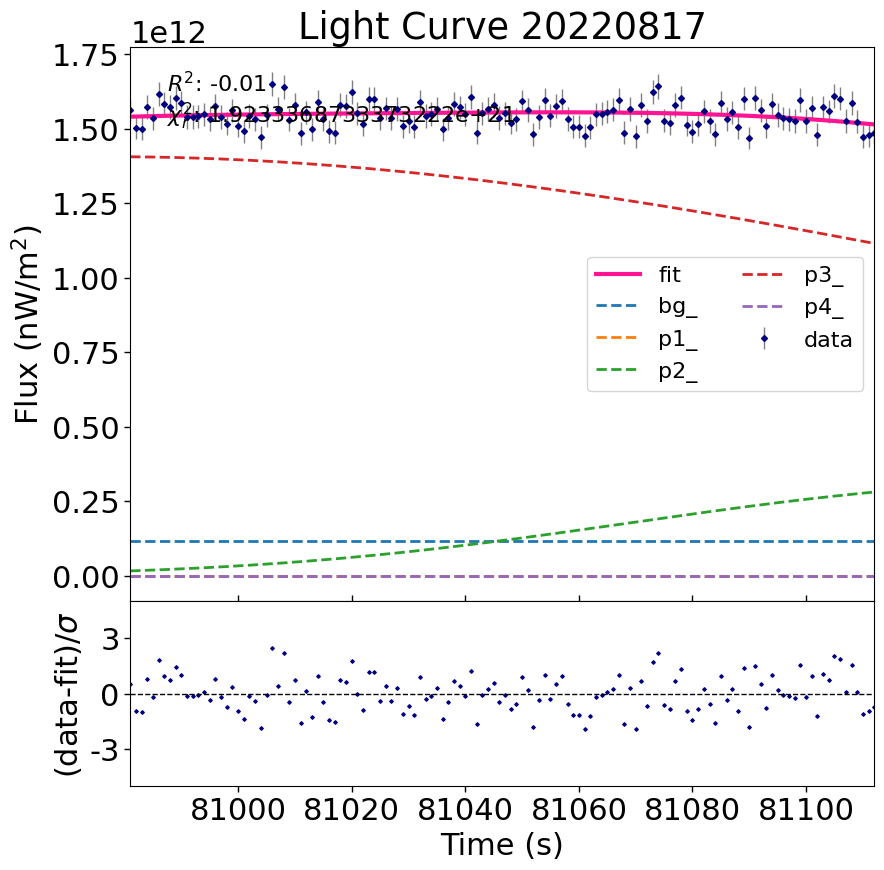 Light Curve 20220817
1e12
1.75
1.50
1.25
1.00
0.75
0.50
0.25
0.00
Flux (nW/m²)
R²: -0.01
fit
bg_
p1_
p2_
p3_
p4_
data
3
0
-3
(data-fit)/σ
81000 81020 81040 81060 81080 81100
Time (s)